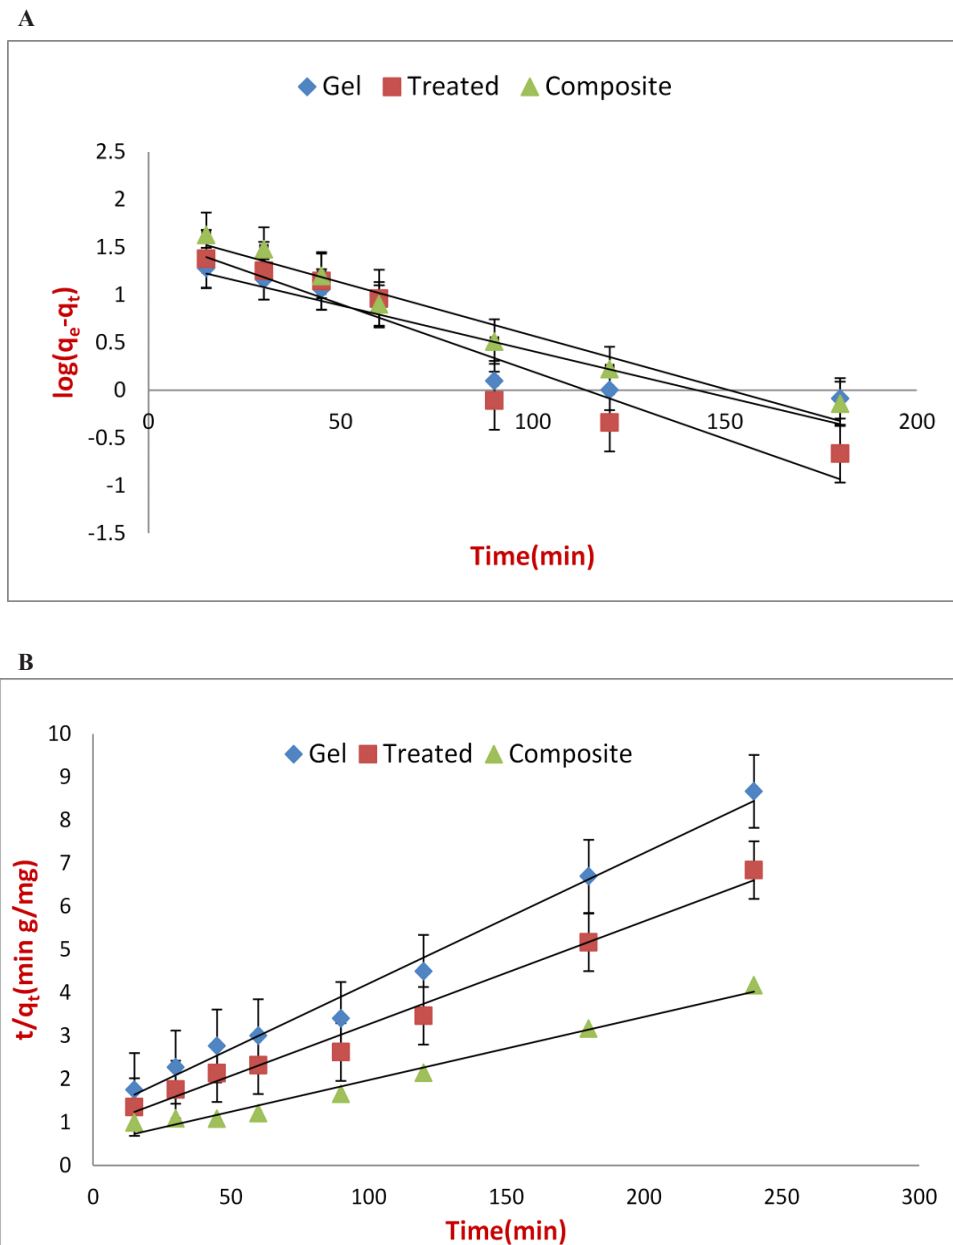 A
Gel Treated Composite
2.5
2
1.5
1
0.5
0
-0.5
-1
-1.5
0 50 100 150 200
log(qe-qt)
Time(min)
B
Gel Treated Composite
10
9
8
7
6
5
4
3
2
1
0
0 50 100 150 200 250 300
t/qt(min g/mg)
Time(min)